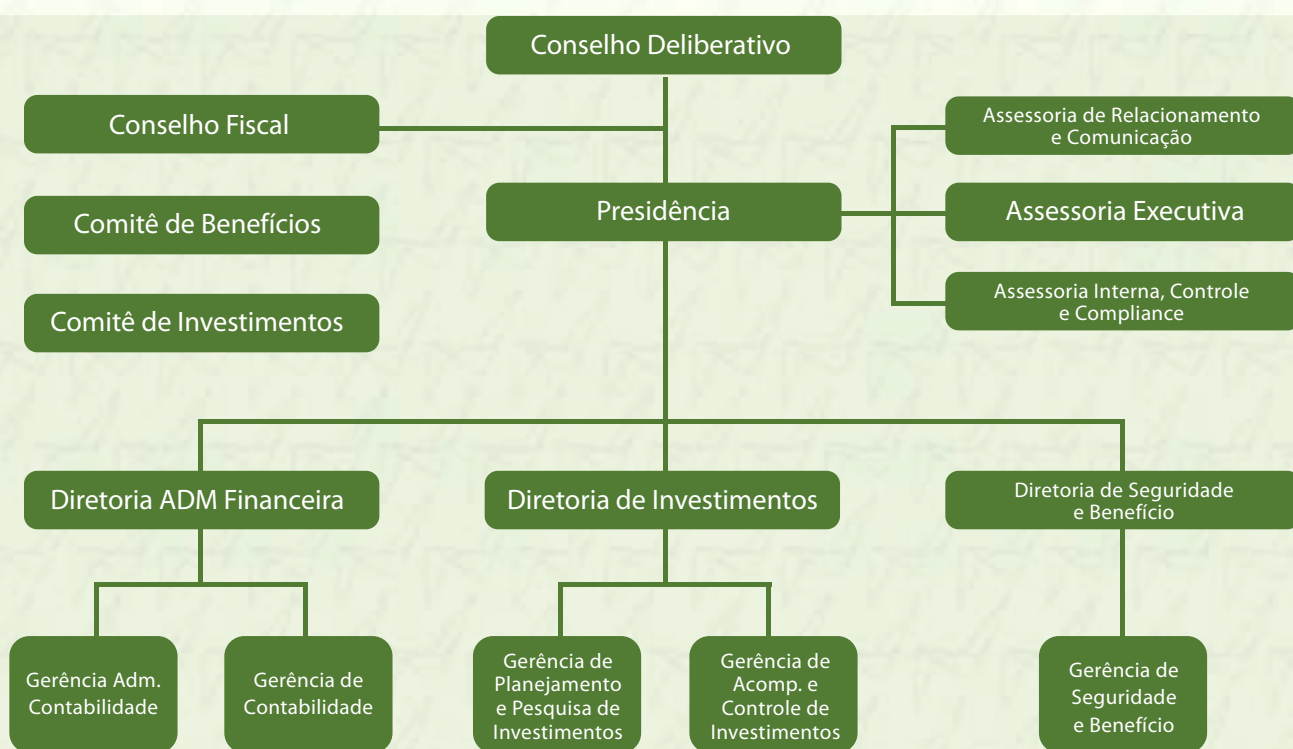 Conselho Deliberativo
Conselho Fiscal
Assessoria de Relacionamento
e Comunicação
Comitê de Benefícios
Presidência
Assessoria Executiva
Comitê de Investimentos
Assessoria Interna, Controle
e Compliance
Diretoria ADM Financeira
Diretoria de Investimentos
Diretoria de Seguridade
e Benefício
Gerência Adm.
Contabilidade
Gerência de
Contabilidade
Gerência de
Planejamento
e Pesquisa de
Investimentos
Gerência de
Acomp. e
Controle de
Investimentos
Gerência de
Seguridade
e Benefício